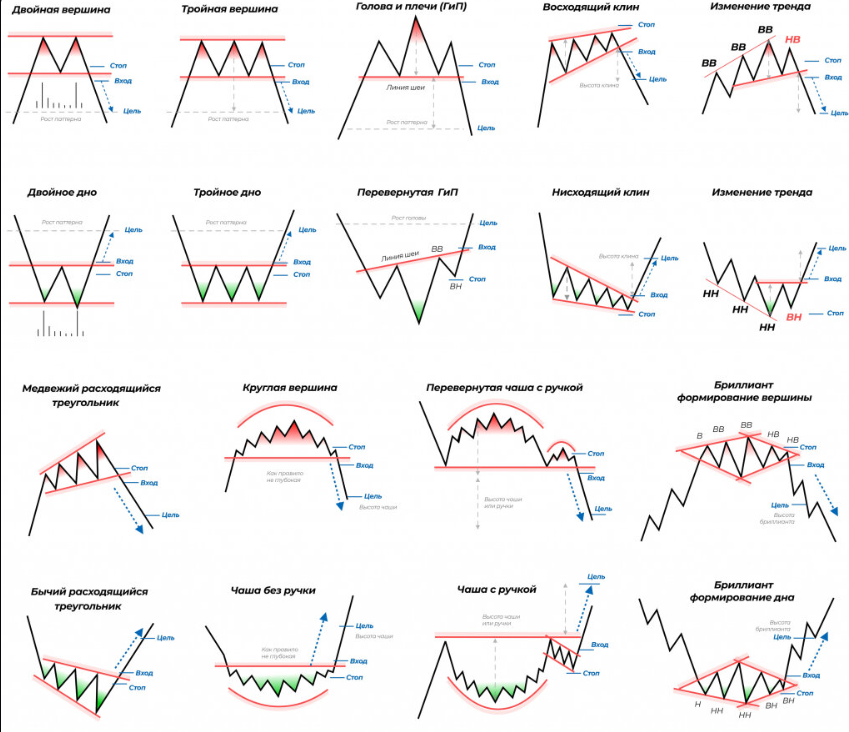 Двойная вершина
Стоп
Вход
Цель
Рост паттерна
Тройная вершина
Стоп
Вход
Цель
Рост паттерна
Голова и плечи (ГиП)
Стоп
Вход
Линия шеи
Рост паттерна
Цель
Восходящий клин
Стоп
Вход
Цель
Высота клина
Изменение тренда
ВВ
НВ
ВВ
ВВ
Стоп
Вход
Цель
Двойное дно
Рост паттерна
Цель
Вход
Стоп
Тройное дно
Рост паттерна
Цель
Вход
Стоп
Перевернутая ГиП
Рост головы
Цель
Линия шеи
ВВ
Вход
Стоп
ВН
Нисходящий клин
Высота клина
Цель
Вход
Стоп
Изменение тренда
Цель
Вход
НН
НН
НН
ВН
Стоп
Медвежий расходящийся
треугольник
Стоп
Вход
Цель
Круглая вершина
Стоп
Вход
Как правило
не глубокая
Цель
Высота чаши
Перевернутая чаша с ручкой
Стоп
Вход
Высота чаши
или ручки
Цель
Бриллиант
формирование вершины
В
ВВ
ВВ
НВ
НВ
Стоп
Вход
Цель
Высота
бриллианта
Бычий расходящийся
треугольник
Цель
Вход
Стоп
Чаша без ручки
Цель
Высота чаши
Как правило
не глубокая
Вход
Стоп
Чаша с ручкой
Цель
Высота чаши
или ручки
Вход
Стоп
Бриллиант
формирование дна
Высота
бриллианта
Цель
Вход
Стоп
Н
НН
НН
ВН
ВН